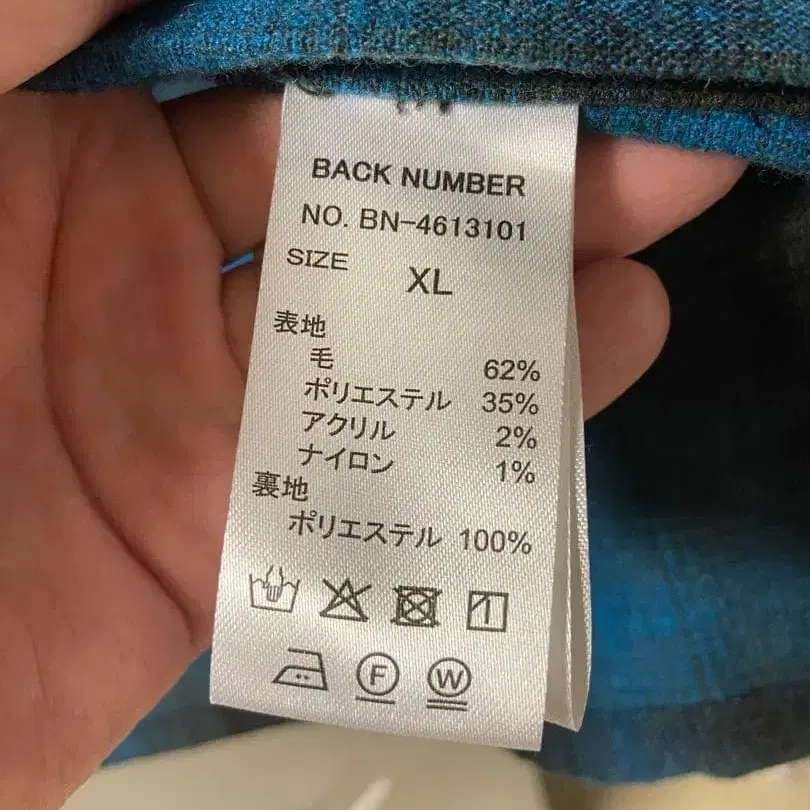 BACK NUMBER
NO. BN-4613101
SIZE XL
表地
毛 62%
ポリエステル 35%
アクリル 2%
ナイロン 1%
裏地
ポリエステル 100%
F W